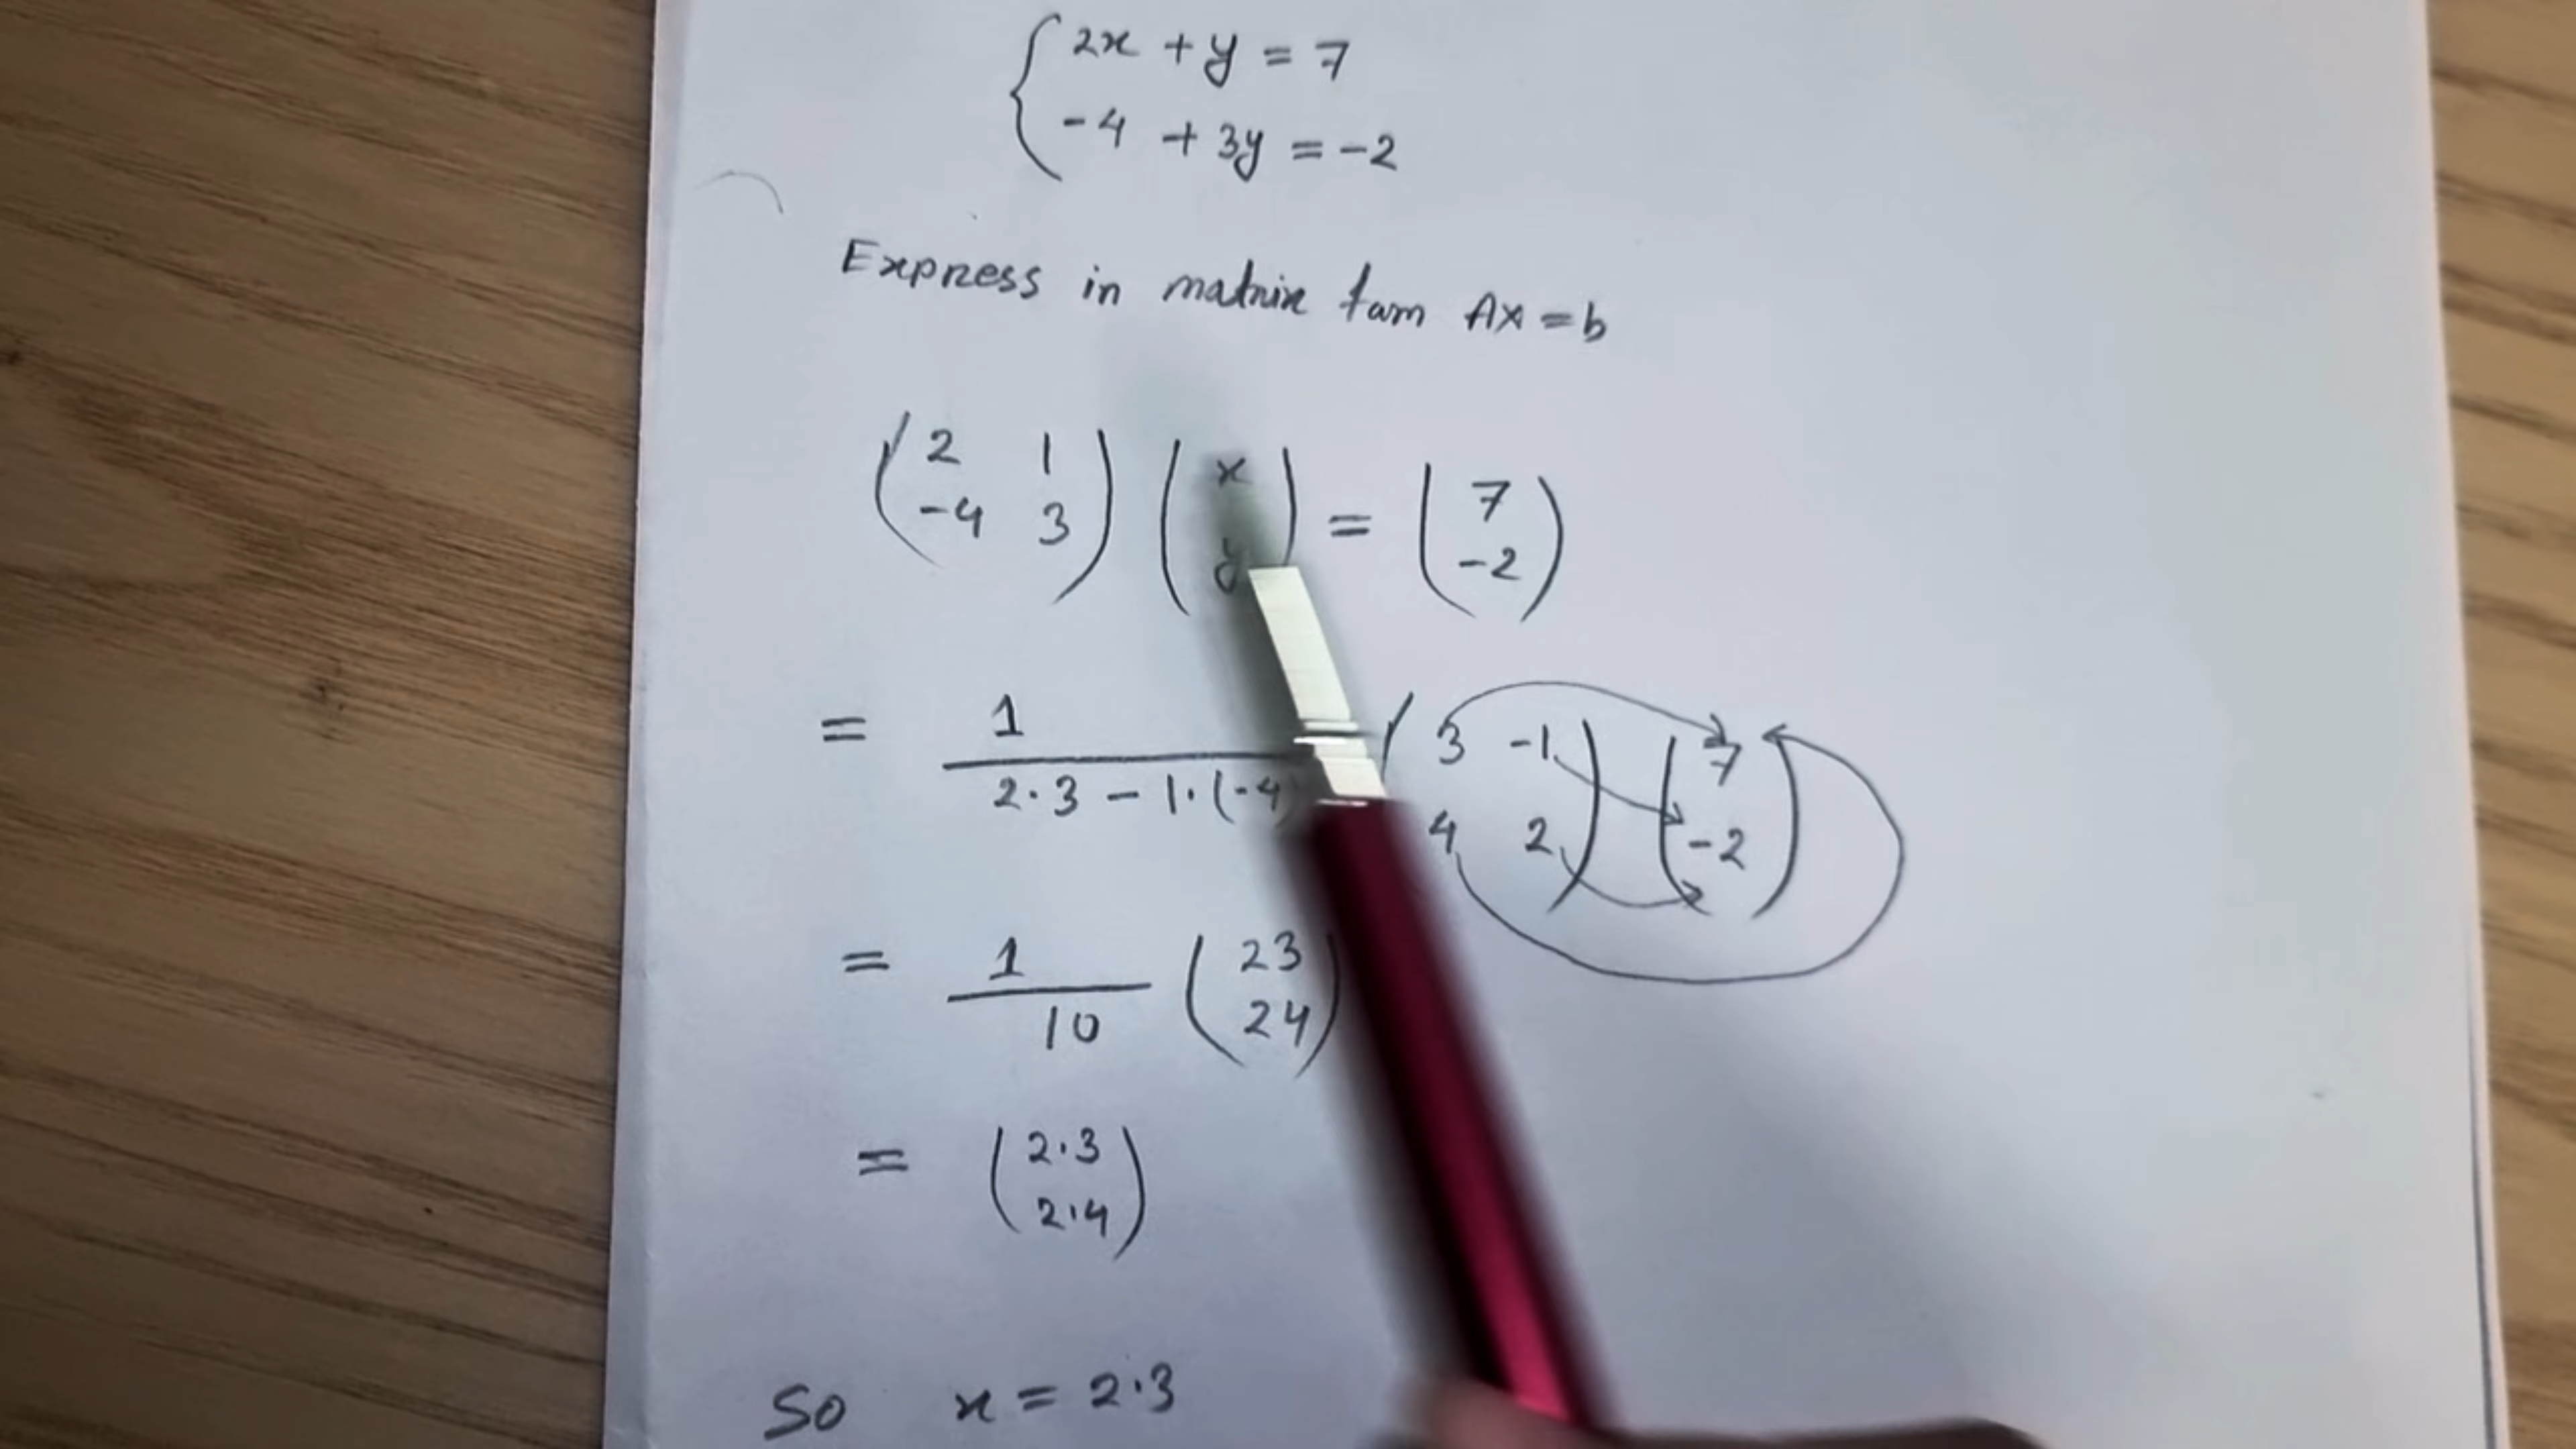 2x + y = 7
-4 + 3y = -2
Express in matrix form AX = b
( 2 1 ) ( x ) = ( 7 )
( -4 3 ) ( y ) ( -2 )
= 1 ( 3 -1 ) ( 7 )
2·3 - 1·(-4) 4 2 ) ( -2 )
= 1 ( 23 )
10 ( 24 )
= ( 2·3 )
( 2·4 )
So x = 2·3